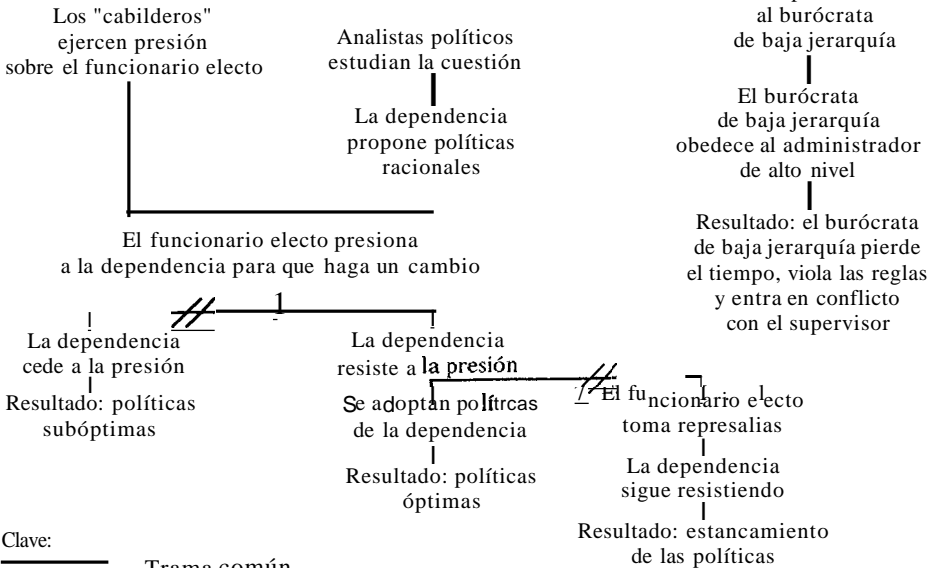 Los "cabilderos"
ejercen presión
sobre el funcionario electo
Analistas políticos
estudian la cuestión
La dependencia
propone políticas
racionales
al burócrata
de baja jerarquía
El burócrata
de baja jerarquía
obedece al administrador
de alto nivel
Resultado: el burócrata
de baja jerarquía pierde
el tiempo, viola las reglas
y entra en conflicto
con el supervisor
El funcionario electo presiona
a la dependencia para que haga un cambio
1
La dependencia
cede a la presión
Resultado: políticas
subóptimas
La dependencia
resiste a la presión
Se adoptan polítrcas
de la dependencia
Resultado: políticas
óptimas
El funcionario electo
toma represalias
La dependencia
sigue resistiendo
Resultado: estancamiento
de las políticas
Clave:
Trama común